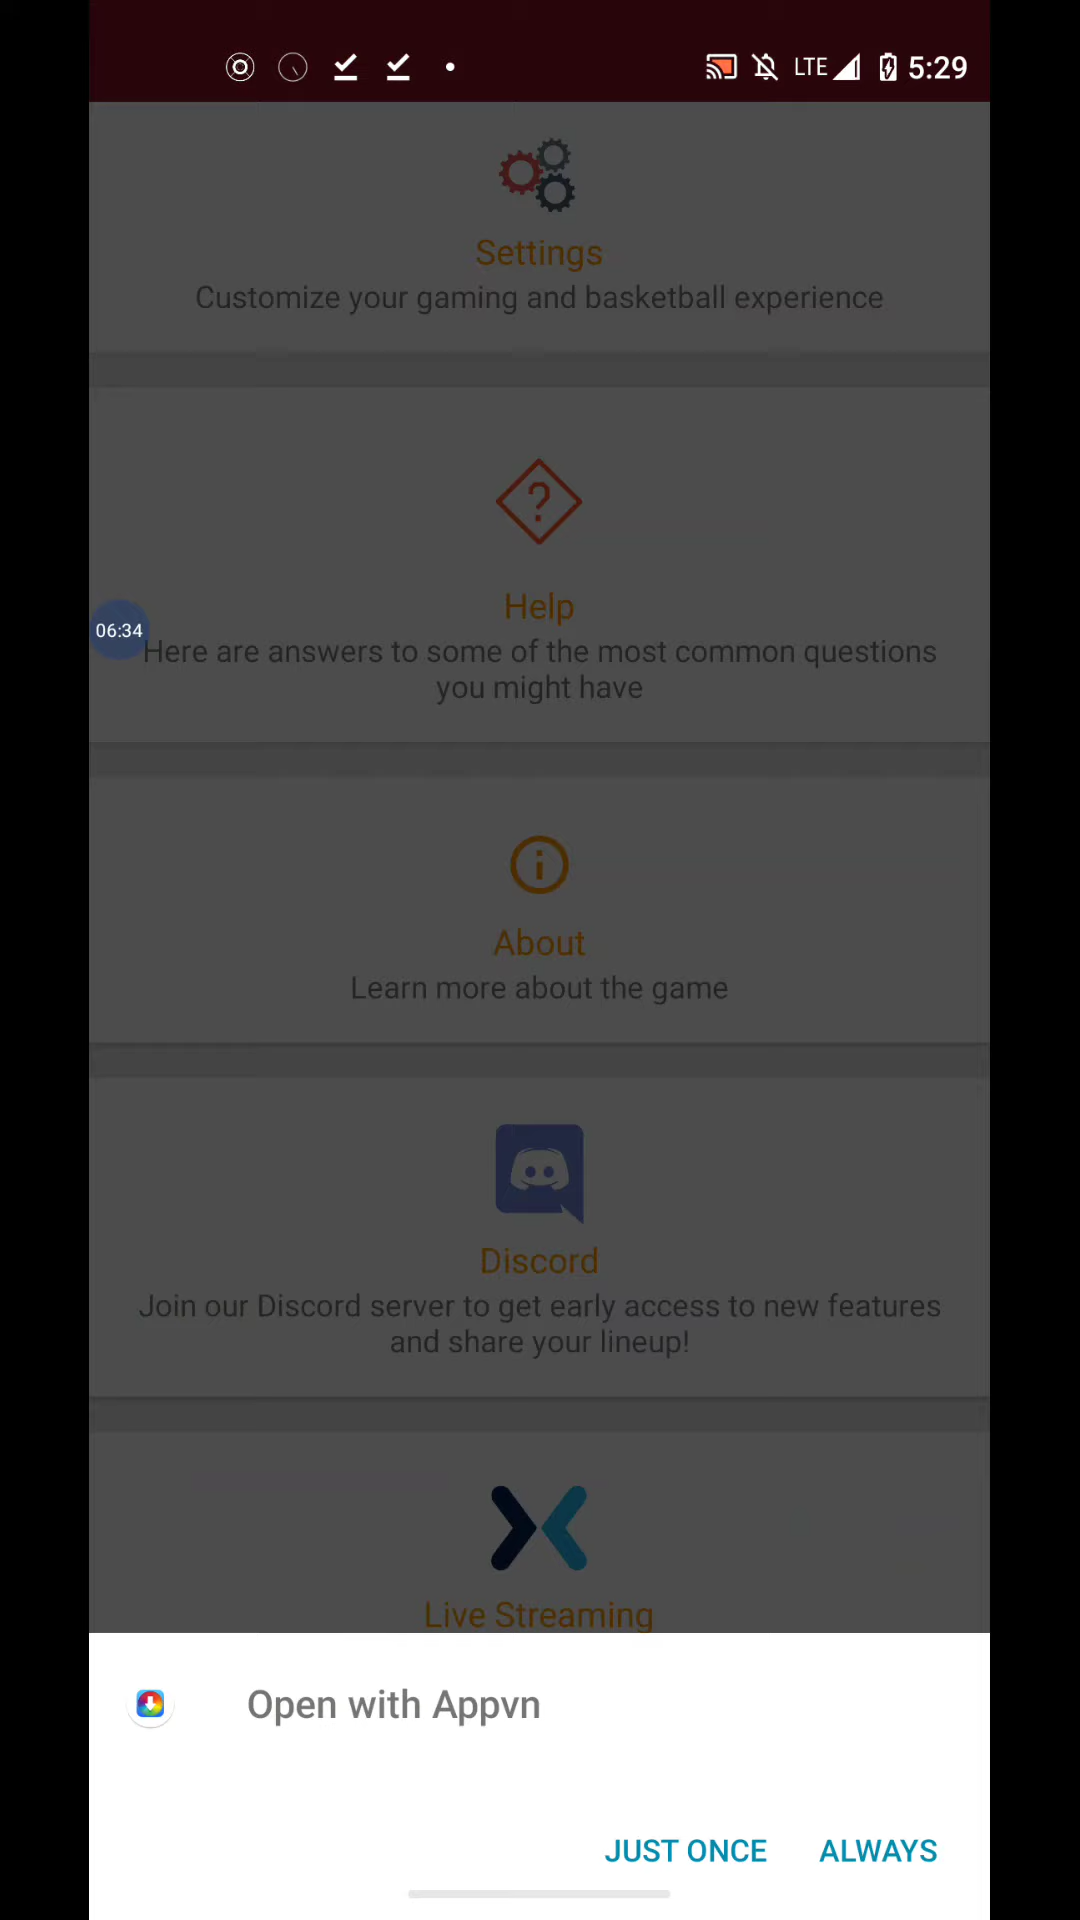 LTE 5:29
Settings
Customize your gaming and basketball experience
Help
06:34
Here are answers to some of the most common questions
you might have
About
Learn more about the game
Discord
Join our Discord server to get early access to new features
and share your lineup!
Live Streaming
Open with Appvn
JUST ONCE ALWAYS